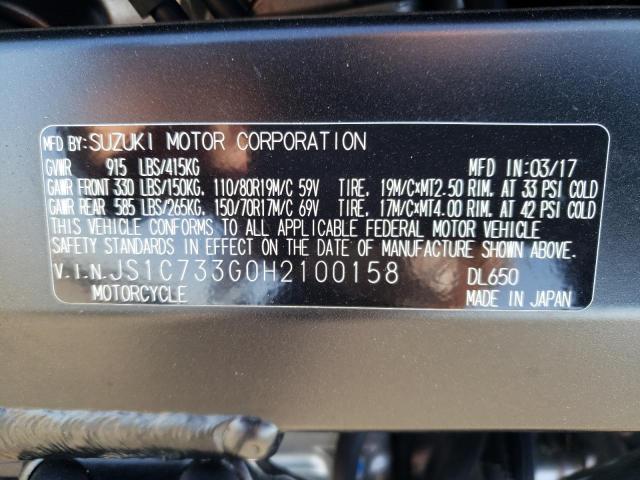 MFD BY: SUZUKI MOTOR CORPORATION
GVWR 915 LBS/415KG MFD IN: 03/17
GAWR FRONT 330 LBS/150KG. 110/80R19M/C 59V TIRE, 19M/C×MT2.50 RIM. AT 33 PSI COLD
GAWR REAR 585 LBS/265KG. 150/70R17M/C 69V TIRE, 17M/C×MT4.00 RIM. AT 42 PSI COLD
THIS VEHICLE CONFORMS TO ALL APPLICABLE FEDERAL MOTOR VEHICLE
SAFETY STANDARDS IN EFFECT ON THE DATE OF MANUFACTURE SHOWN ABOVE.
V.I.N. JS1C733G0H2100158 DL650
MOTORCYCLE MADE IN JAPAN